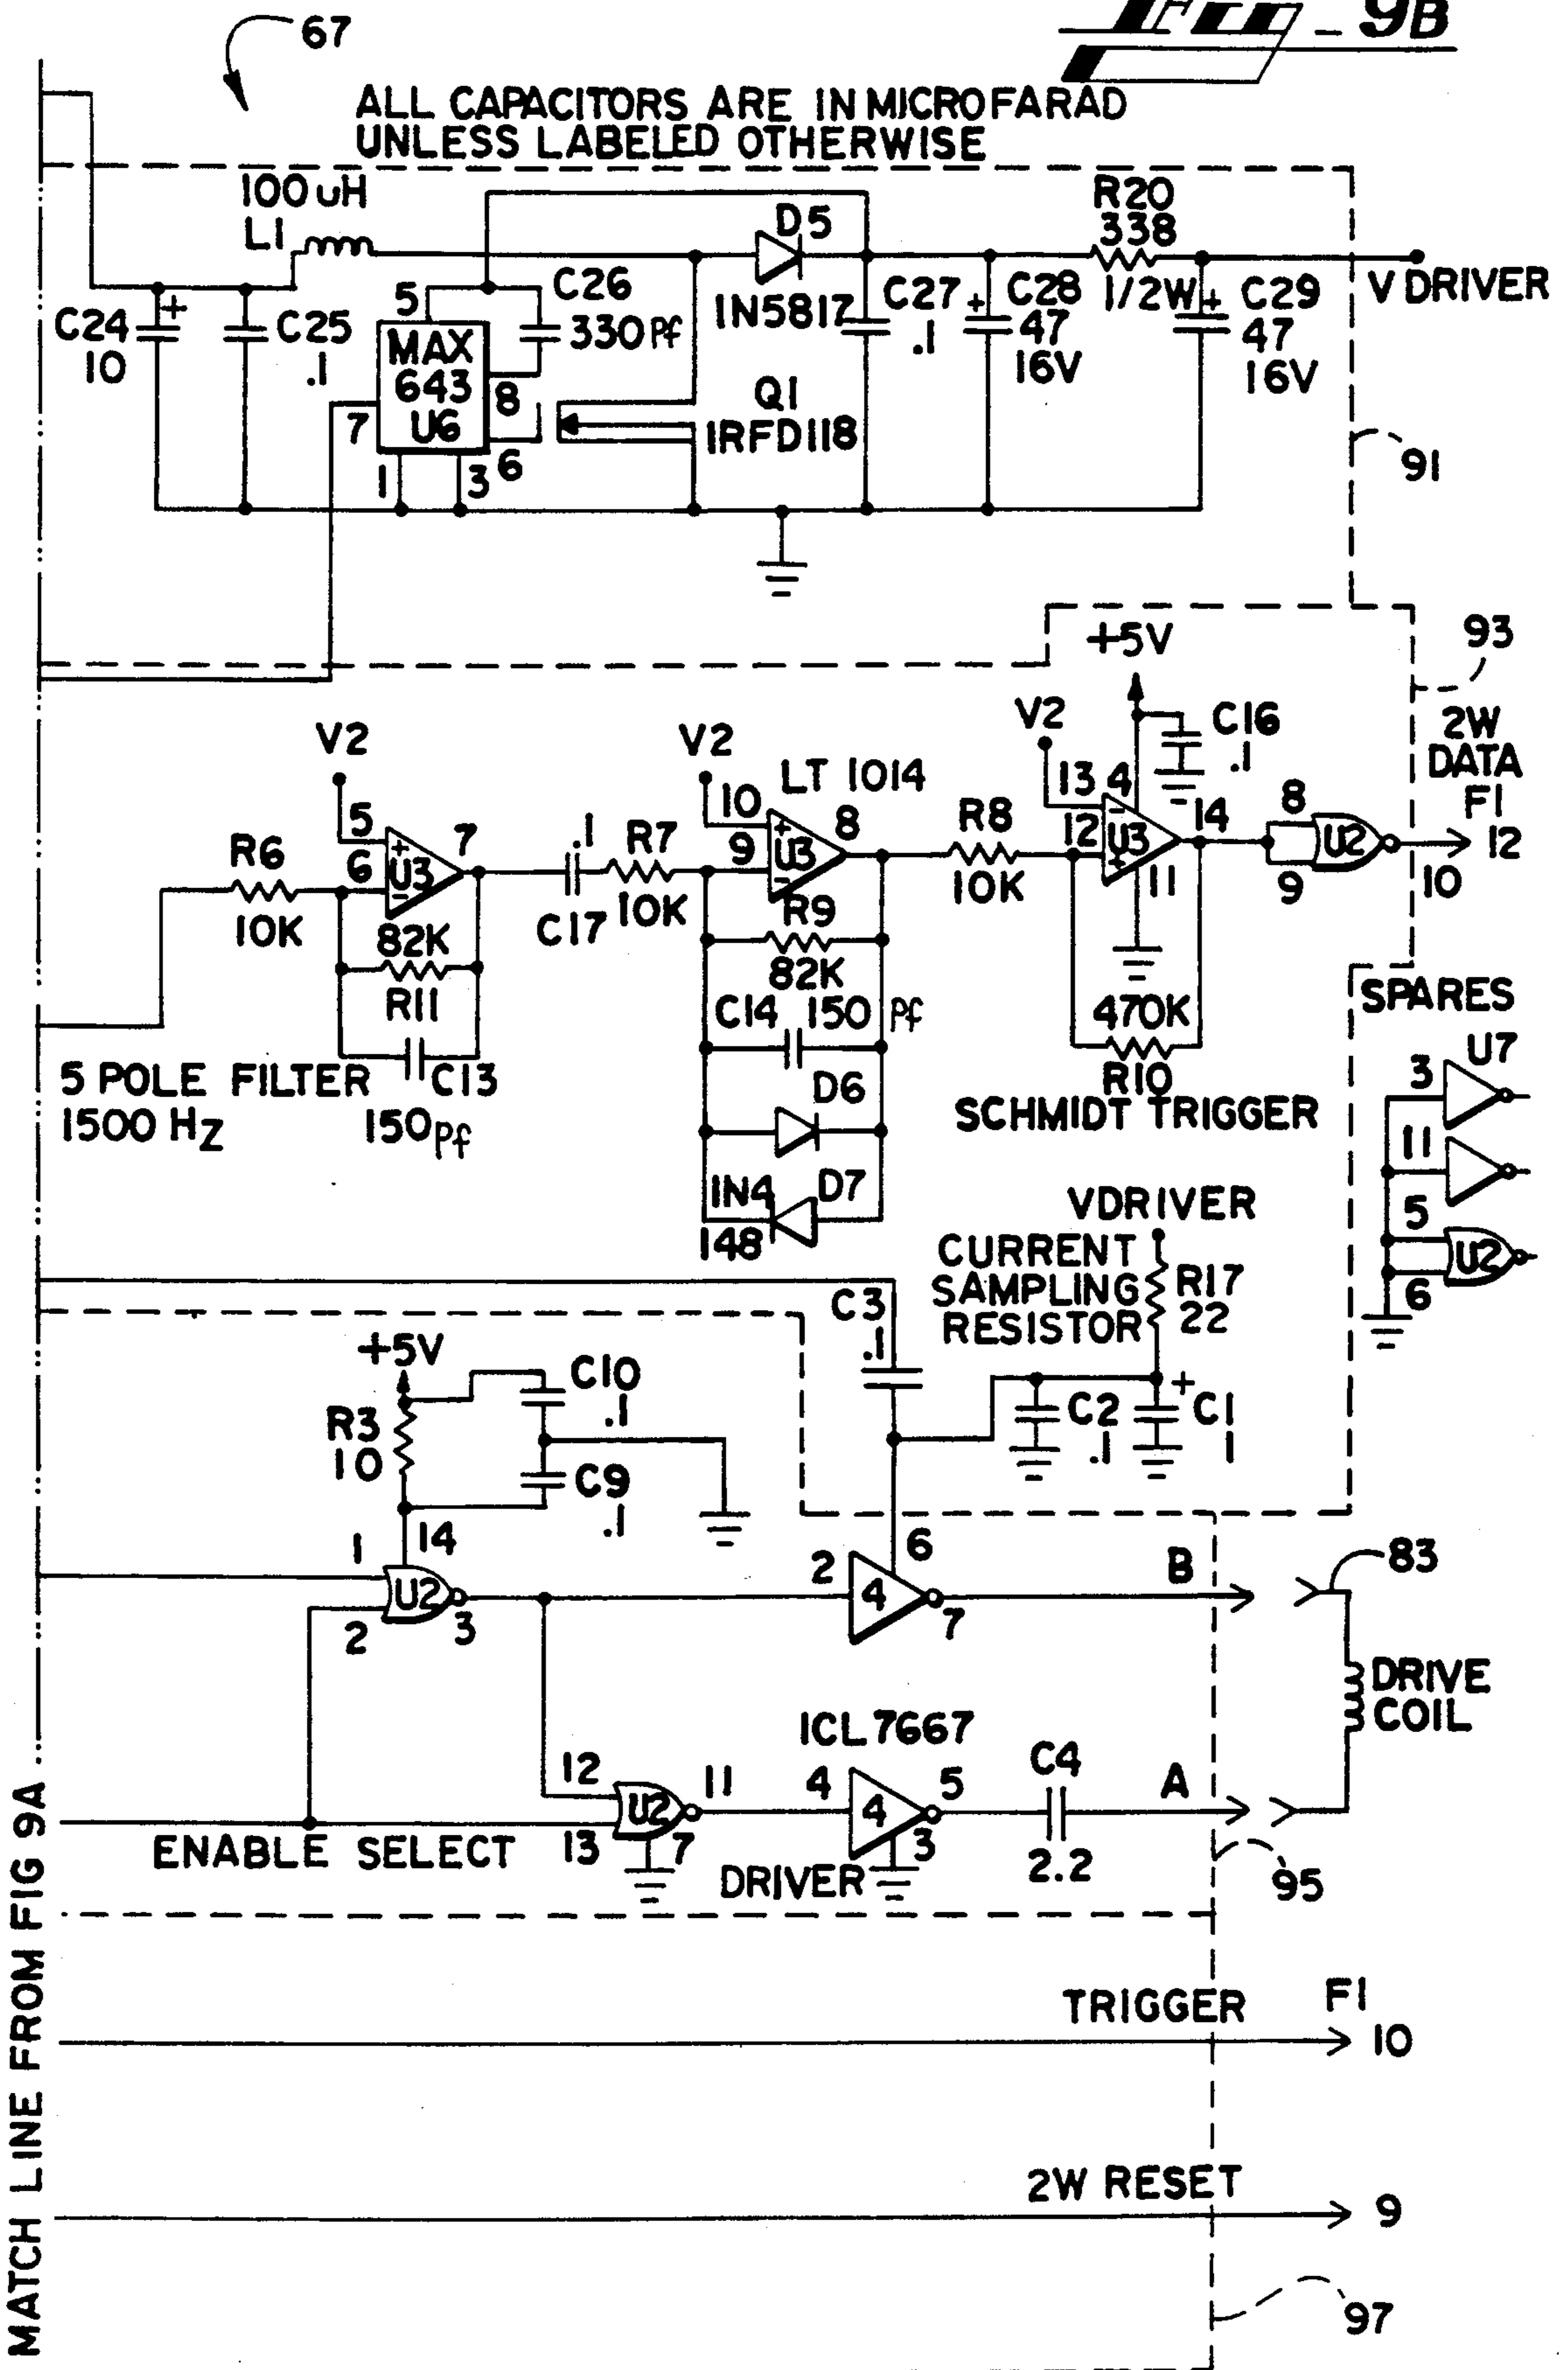 Fig-9B
67
ALL CAPACITORS ARE IN MICROFARAD
UNLESS LABELED OTHERWISE
100uH
L1
D5
R20
338
1/2W
V DRIVER
5
C26
330 Pf
1N5817
C27
.1
+
C28
47
16V
+
C29
47
16V
+
C24
10
C25
.1
MAX
643
U6
8
7
6
1
3
Q1
IRFD118
91
93
+5V
V2
V2
V2
C16
.1
2W
DATA
F1
12
LT 1014
R6
10K
5
6
+
U3
-
7
82K
R11
C13
150pf
5 POLE FILTER
1500 Hz
.1
C17
R7
10K
10
9
+
U3
-
8
R9
82K
C14
150 Pf
D6
1N4
148
D7
R8
10K
13
4
12
-
U3
+
14
11
8
9
U2
10
470K
R10
SCHMIDT TRIGGER
SPARES
U7
3
11
5
U2
6
VDRIVER
CURRENT
SAMPLING
RESISTOR
R17
22
C3
.1
C2
.1
+
C1
1
+5V
R3
10
C10
.1
C9
.1
1
14
U2
2
3
2
6
4
7
B
83
DRIVE
COIL
ICL7667
12
13
U2
11
7
4
4
5
3
C4
2.2
A
95
ENABLE SELECT
DRIVER
TRIGGER
F1
10
2W RESET
9
97
MATCH LINE FROM FIG 9A